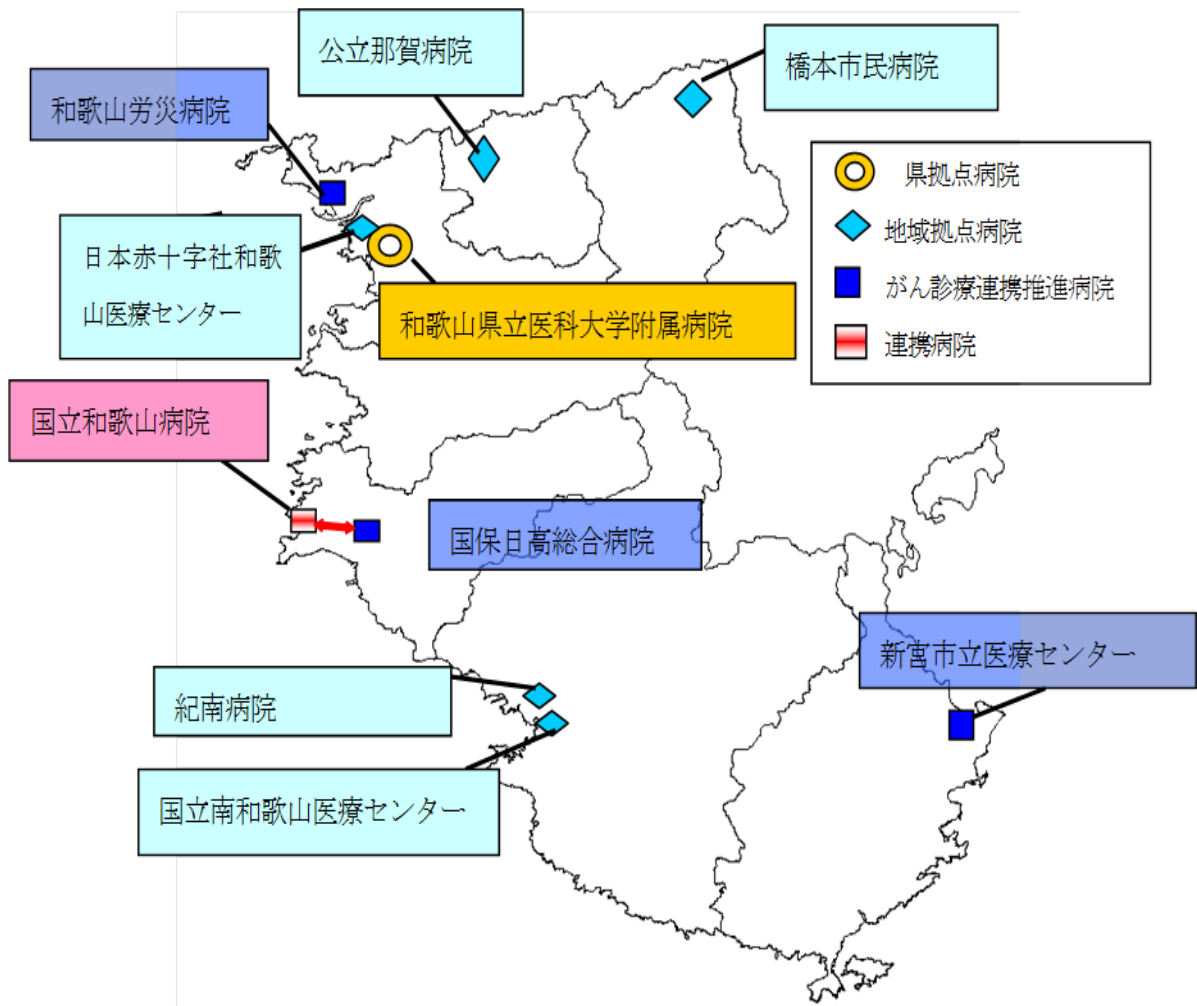 公立那賀病院
橋本市民病院
和歌山労災病院
県拠点病院
地域拠点病院
がん診療連携推進病院
連携病院
日本赤十字社和歌
山医療センター
和歌山県立医科大学附属病院
国立和歌山病院
国保日高総合病院
新宮市立医療センター
紀南病院
国立南和歌山医療センター